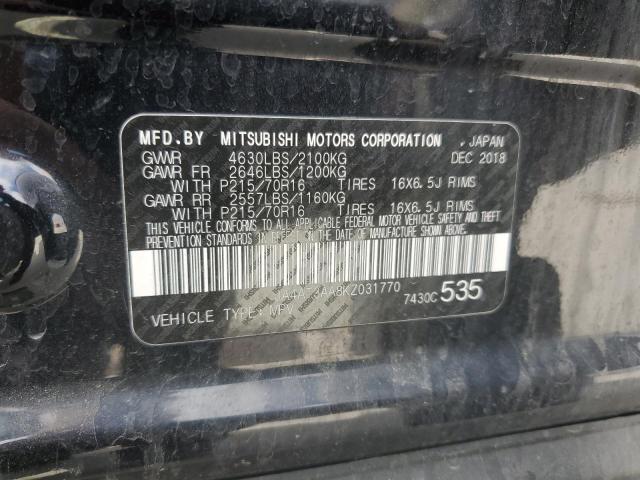 MFD.BY MITSUBISHI MOTORS CORPORATION JAPAN
GVWR 4630LBS/2100KG DEC 2018
GAWR FR 2646LBS/1200KG
WITH P215/70R16 TIRES 16X6.5J RIMS
GAWR RR 2557LBS/1160KG
WITH P215/70R16 TIRES 16X6.5J RIMS
THIS VEHICLE CONFORMS TO ALL APPLICABLE FEDERAL MOTOR VEHICLE SAFETY AND THEFT
PREVENTION STANDARDS IN EFFECT ON THE DATE OF MANUFACTURE SHOWN ABOVE.
AA8KZ031770 7430C 535
VEHICLE TYPE: MPV